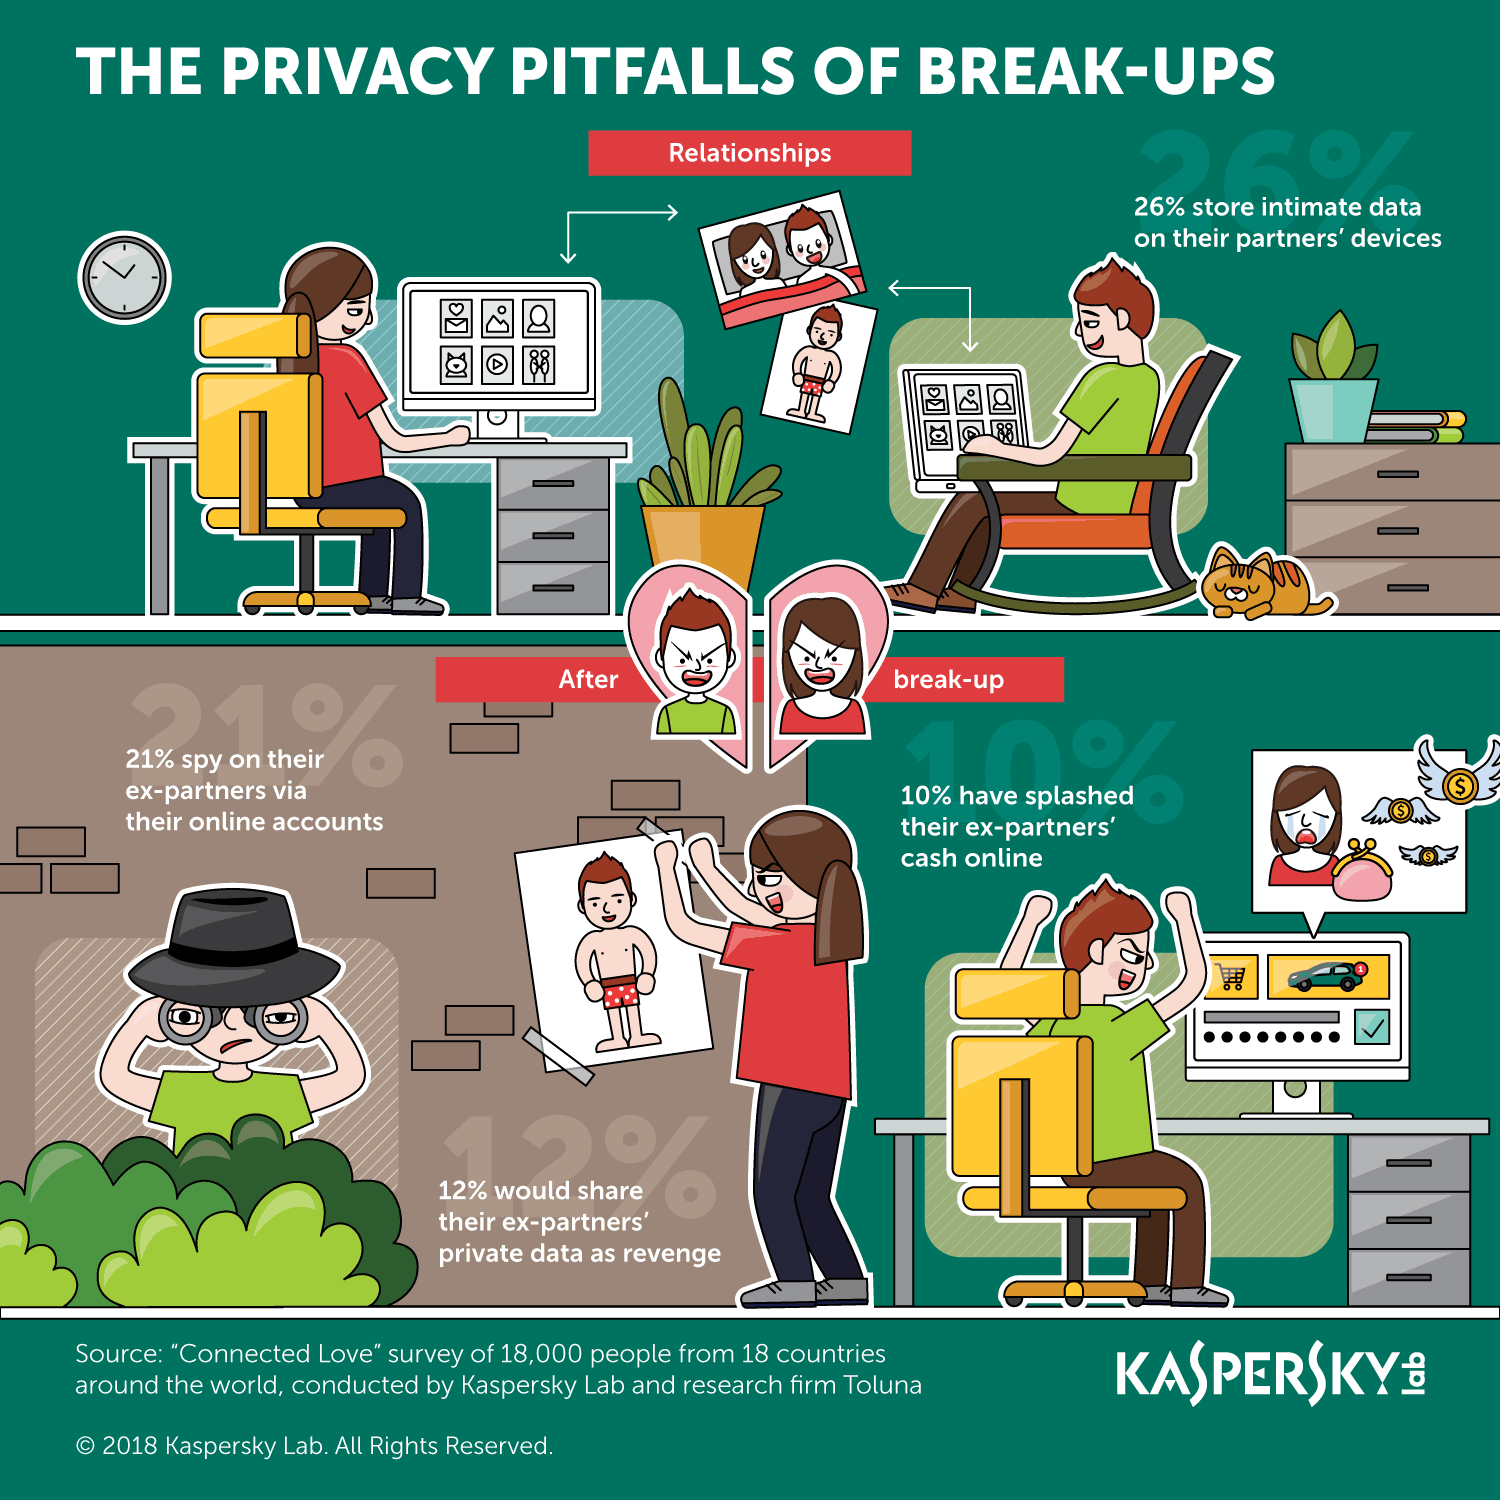 THE PRIVACY PITFALLS OF BREAK-UPS
Relationships
26%
26% store intimate data
on their partners’ devices
After break-up
21%
21% spy on their
ex-partners via
their online accounts
10%
10% have splashed
their ex-partners’
cash online
$
$
$
1
12%
12% would share
their ex-partners’
private data as revenge
Source: “Connected Love” survey of 18,000 people from 18 countries
around the world, conducted by Kaspersky Lab and research firm Toluna
KASPERSKY lab
© 2018 Kaspersky Lab. All Rights Reserved.